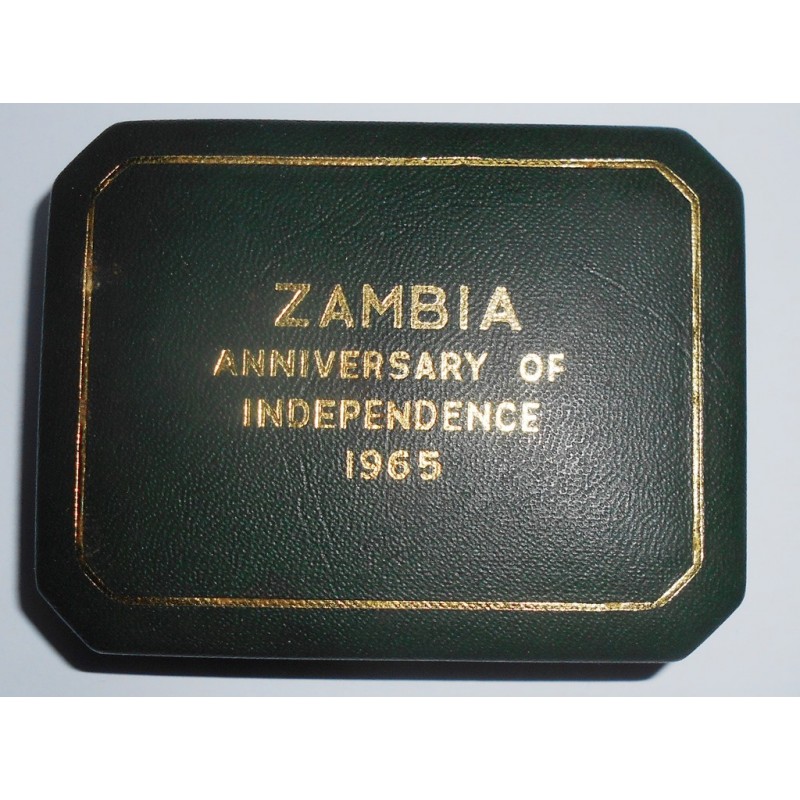 ZAMBIA
ANNIVERSARY OF
INDEPENDENCE
1965